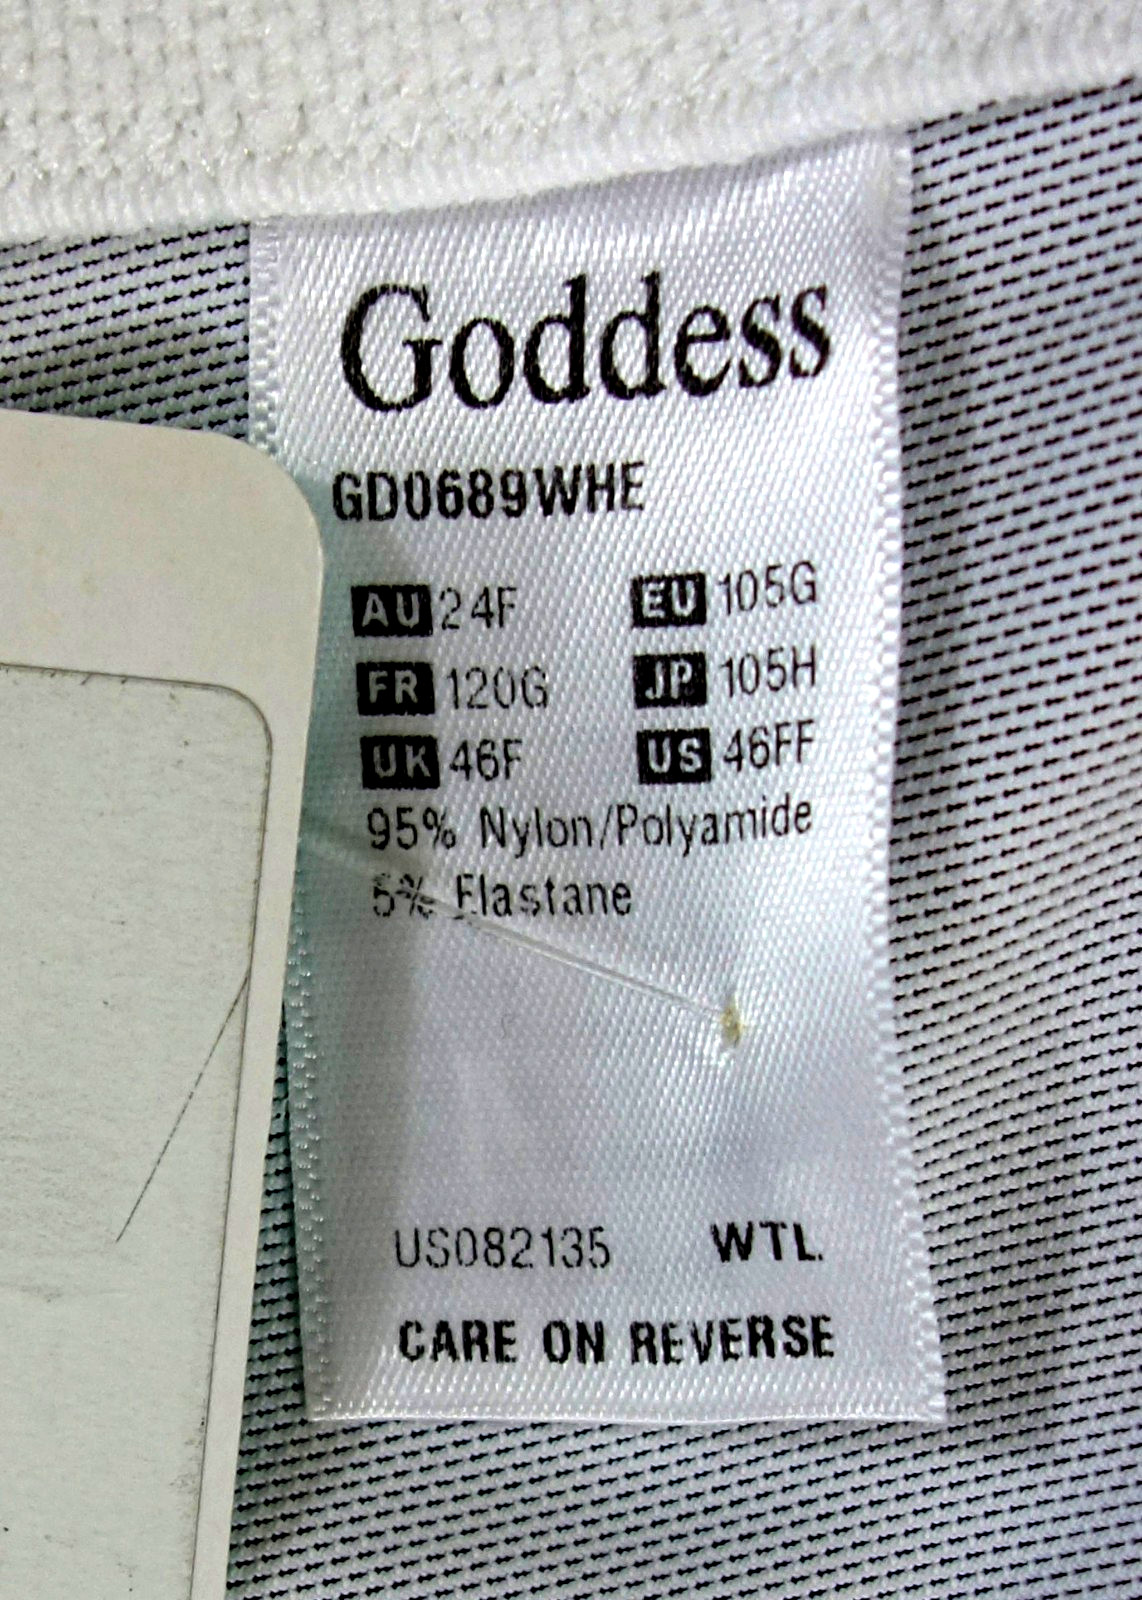 Goddess
GD0689WHE
AU 24F EU 105G
FR 120G JP 105H
UK 46F US 46FF
95% Nylon/Polyamide
5% Elastane
US082135 WTL.
CARE ON REVERSE